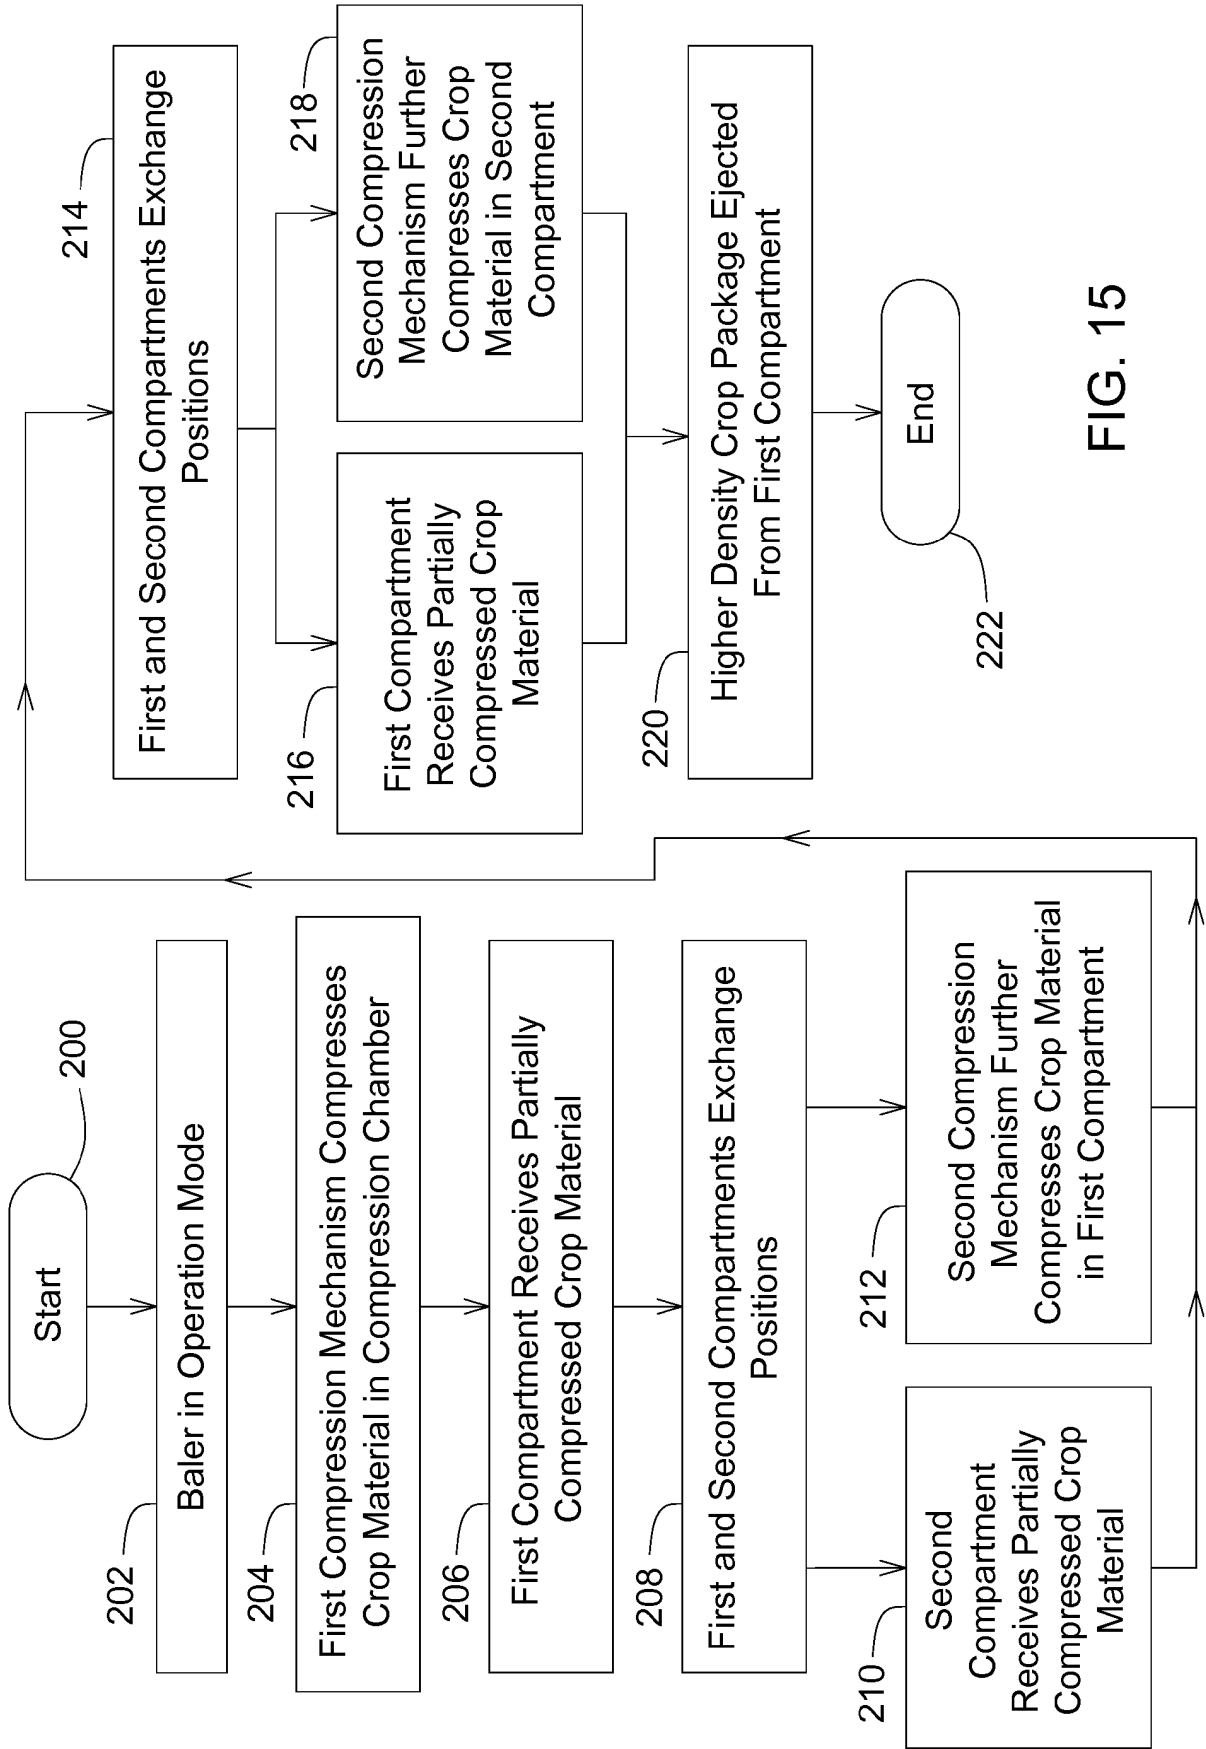 Start
200
202
Baler in Operation Mode
204
First Compression Mechanism Compresses
Crop Material in Compression Chamber
206
First Compartment Receives Partially
Compressed Crop Material
208
First and Second Compartments Exchange
Positions
210
Second
Compartment
Receives Partially
Compressed Crop
Material
212
Second Compression
Mechanism Further
Compresses Crop Material
in First Compartment
214
First and Second Compartments Exchange
Positions
216
First Compartment
Receives Partially
Compressed Crop
Material
218
Second Compression
Mechanism Further
Compresses Crop
Material in Second
Compartment
220
Higher Density Crop Package Ejected
From First Compartment
End
222
FIG. 15